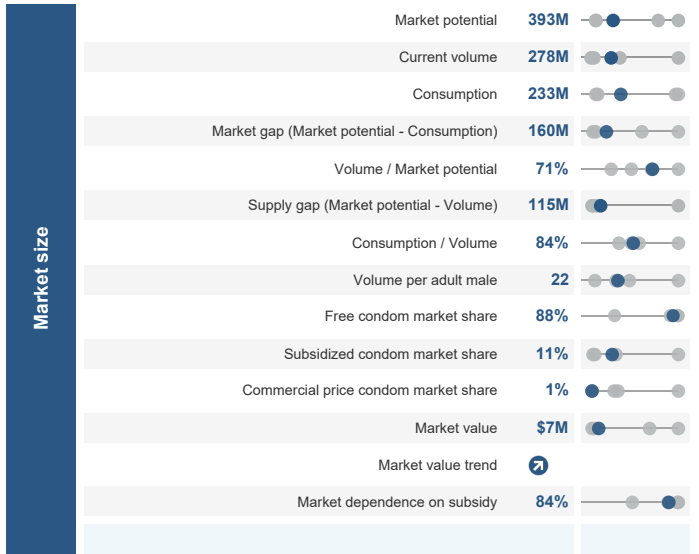 Market size
Market potential 393M
Current volume 278M
Consumption 233M
Market gap (Market potential - Consumption) 160M
Volume / Market potential 71%
Supply gap (Market potential - Volume) 115M
Consumption / Volume 84%
Volume per adult male 22
Free condom market share 88%
Subsidized condom market share 11%
Commercial price condom market share 1%
Market value $7M
Market value trend
Market dependence on subsidy 84%